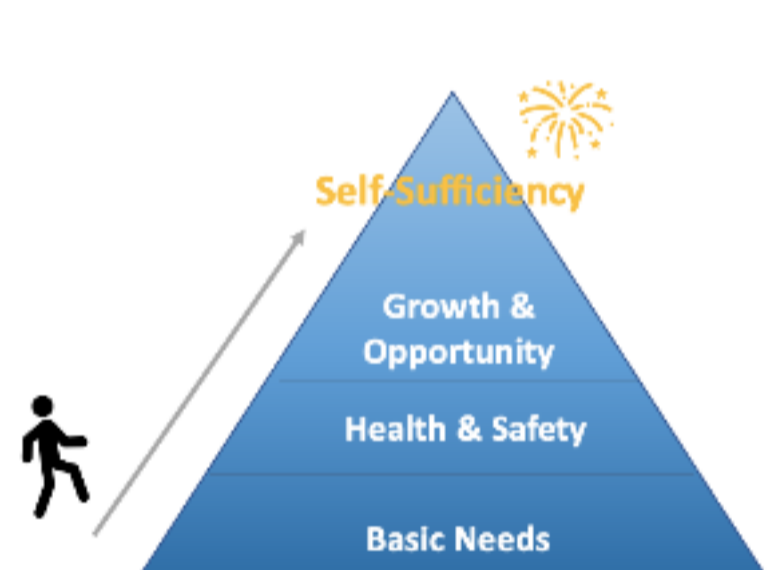 Self-Sufficiency
Growth &
Opportunity
Health & Safety
Basic Needs